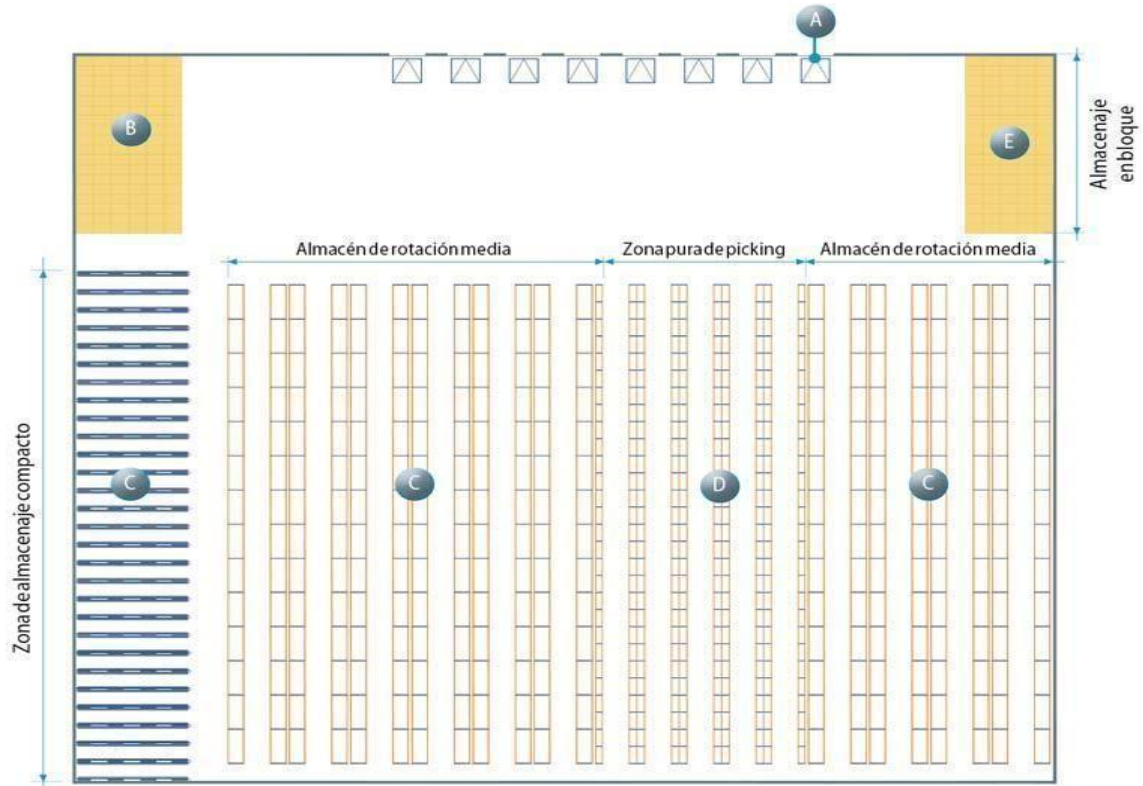 A
B
E
Almacenaje
en bloque
Almacén de rotación media
Zona pura de picking
Almacén de rotación media
Zona de almacenaje compacto
C
C
D
C